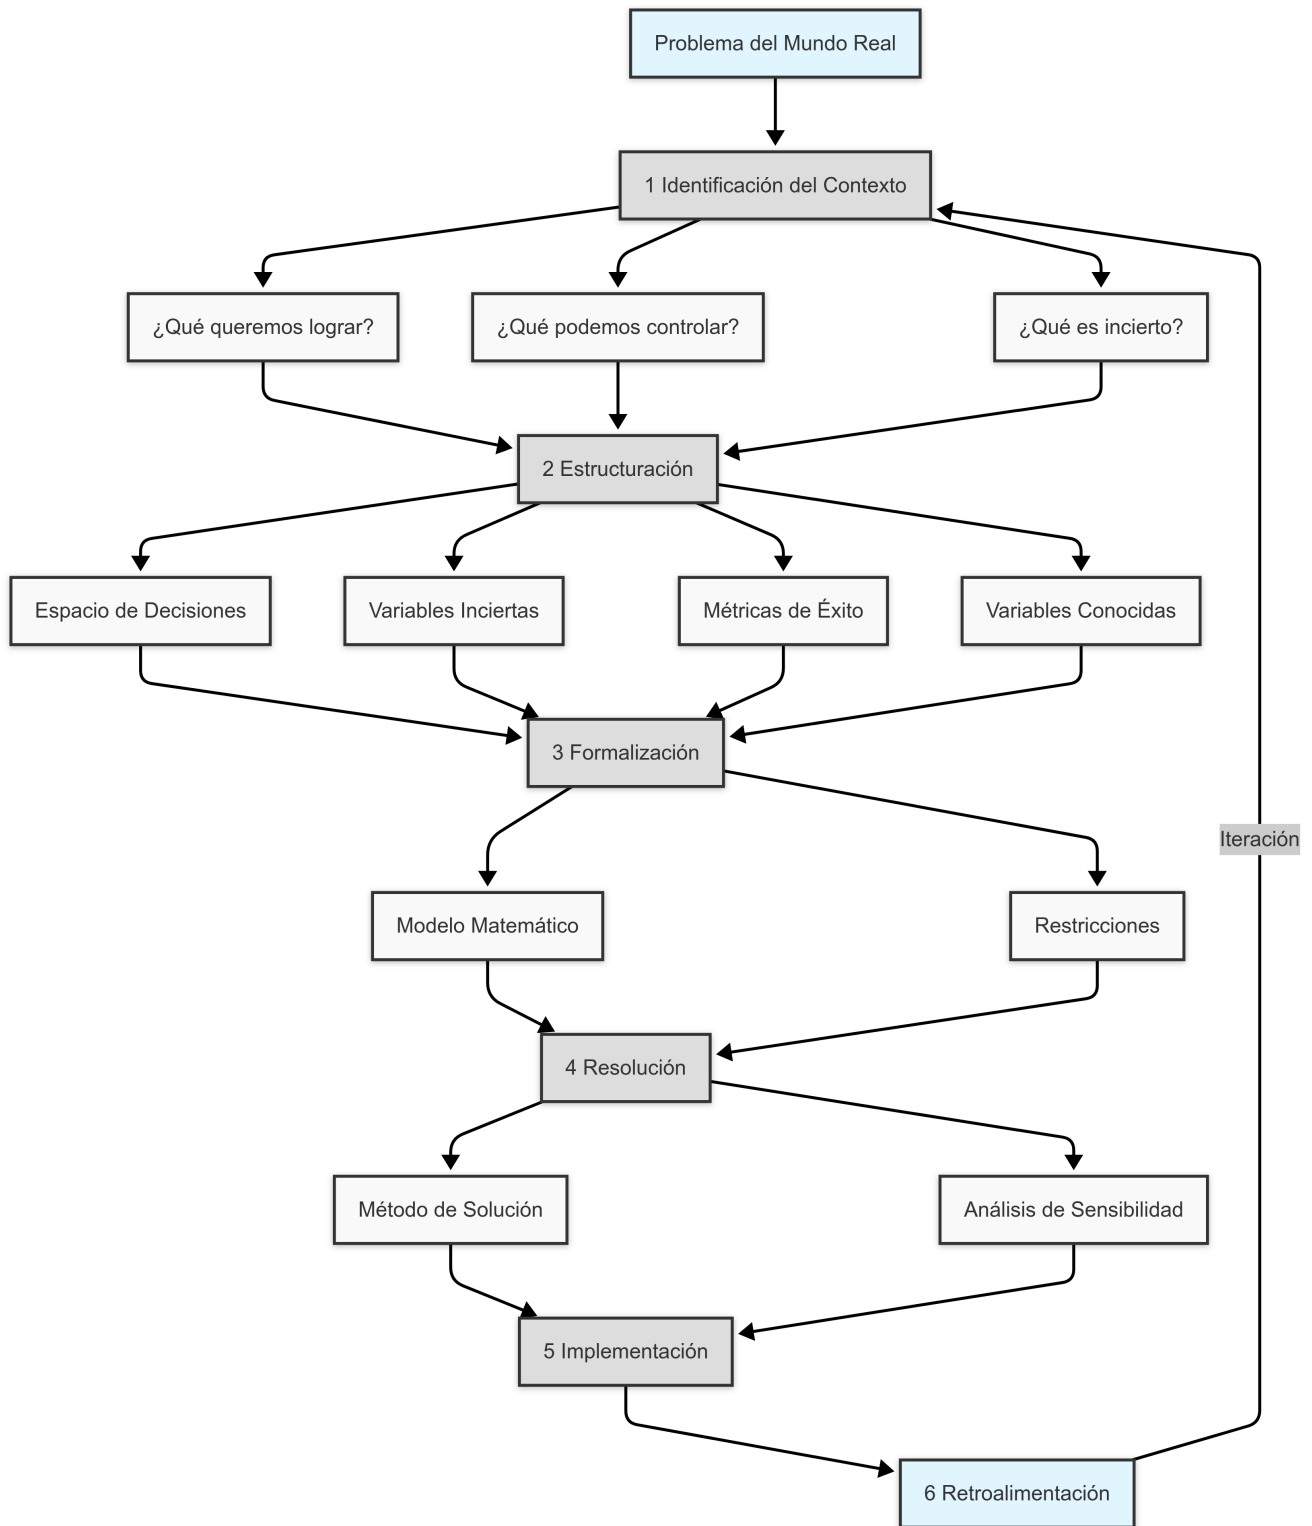 Problema del Mundo Real
1 Identificación del Contexto
¿Qué queremos lograr?
¿Qué podemos controlar?
¿Qué es incierto?
2 Estructuración
Espacio de Decisiones
Variables Inciertas
Métricas de Éxito
Variables Conocidas
3 Formalización
Iteración
Modelo Matemático
Restricciones
4 Resolución
Método de Solución
Análisis de Sensibilidad
5 Implementación
6 Retroalimentación